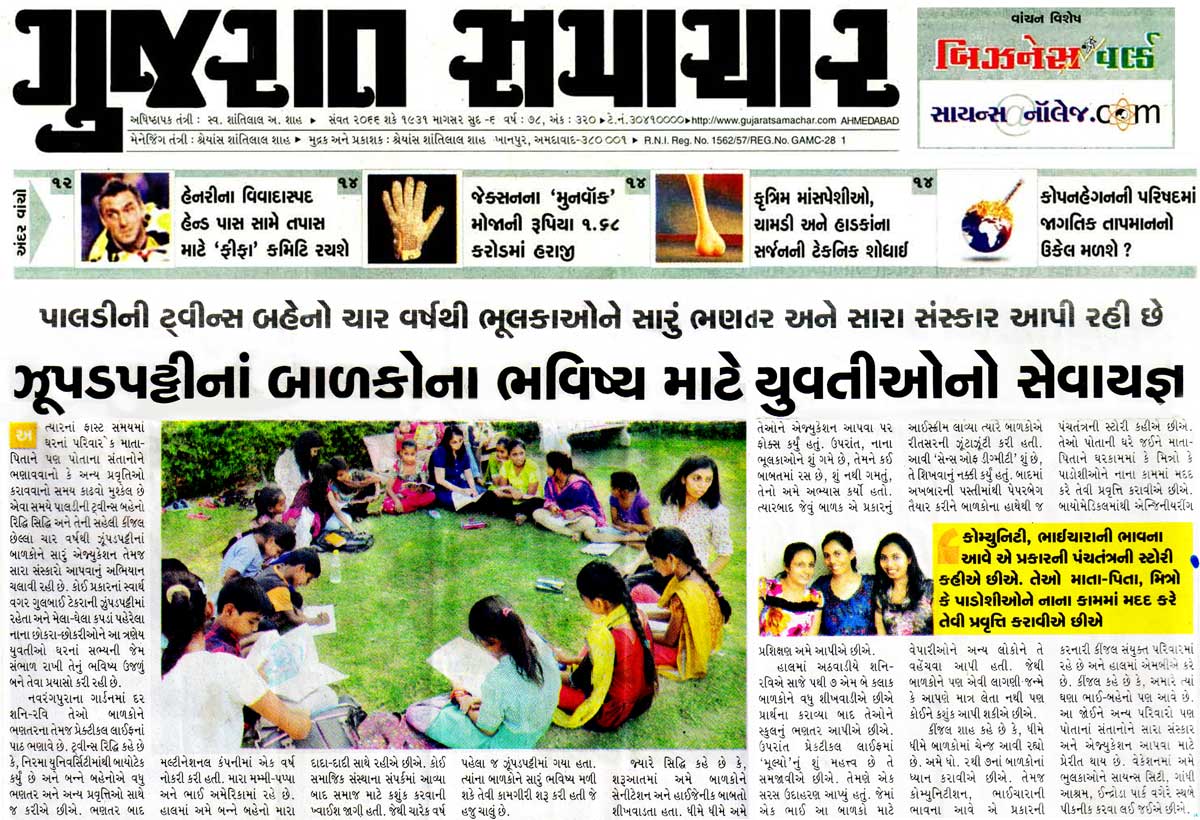 ગુજરાત સમાચાર
વાંચન વિશેષ
બિઝનેસ વર્લ્ડ
સાયન્સ@નૉલેજ.com
અધિષ્ઠાપક તંત્રી : સ્વ. શાંતિલાલ અ. શાહ ► સંવત ૨૦૬૬ શકે ૧૯૩૧ માગસર સુદ -૬ વર્ષ : ૭૮, અંક : ૩૨૦ ►ટે.નં.૩૦૪૧૦૦૦૦►http://www.gujaratsamachar.com AHMEDABAD
મેનેજિંગ તંત્રી : શ્રેયાંસ શાંતિલાલ શાહ ► મુદ્રક અને પ્રકાશક : શ્રેયાંસ શાંતિલાલ શાહ ખાનપુર, અમદાવાદ-૩૮૦ ૦૦૧ ► R.N.I. Reg. No. 1562/57/REG.No. GAMC-28 1
અંદર વાંચો
૧૨
હેનરીના વિવાદાસ્પદ
હેન્ડ પાસ સામે તપાસ
માટે ‘ફીફા’ કમિટિ રચશે
૧૪
જેક્સનના ‘મુનવૉક’
મોજાની રૂપિયા ૧.૬૮
કરોડમાં હરાજી
૧૪
કૃત્રિમ માંસપેશીઓ,
ચામડી અને હાડકાંના
સર્જનની ટેકનિક શોધાઈ
૧૪
કોપનહેગનની પરિષદમાં
જાગતિક તાપમાનનો
ઉકેલ મળશે ?
પાલડીની ટ્વીન્સ બહેનો ચાર વર્ષથી ભૂલકાઓને સારું ભણતર અને સારા સંસ્કાર આપી રહી છે
ઝૂપડપટ્ટીનાં બાળકોના ભવિષ્ય માટે યુવતીઓનો સેવાયજ્ઞ
અત્યારનાં ફાસ્ટ સમયમાં
ઘરનાં પરિવાર કે માતા-
પિતાને પણ પોતાના સંતાનોને
ભણાવવાનો કે અન્ય પ્રવૃતિઓ
કરાવવાનો સમય કાઢવો મુશ્કેલ છે
એવા સમયે પાલડીની ટ્વીન્સ બહેનો
રિદ્ધિ સિદ્ધિ અને તેની સહેલી કીંજલ
છેલ્લા ચાર વર્ષથી ઝુંપડપટ્ટીમાં
બાળકોને સારું એજ્યુકેશન તેમજ
સારા સંસ્કારો આપવાનું અભિયાન
ચલાવી રહી છે. કોઈ પ્રકારનાં સ્વાર્થ
વગર ગુલબાઈ ટેકરાની ઝુંપડપટ્ટીમાં
રહેતા અને મેલા-ઘેલા કપડાં પહેરેલા
નાના છોકરા-છોકરીઓને આ ત્રણેય
યુવતીઓ ઘરનાં સભ્યની જેમ
સંભાળ રાખી તેનું ભવિષ્ય ઉજળું
બને તેવા પ્રયાસો કરી રહી છે.
નવરંગપુરાના ગાર્ડનમાં દર
શનિ-રવિ તેઓ બાળકોને
ભણતરના તેમજ પ્રેક્ટીકલ લાઈફનાં
પાઠ ભણાવે છે. ટ્વીન્સ રિદ્ધિ કહે છે
કે, નિરમા યુનિવર્સિટીમાં બાયોટેક
કર્યું છે અને બન્ને બહેનોએ વધુ
ભણતર અને અન્ય પ્રવૃત્તિઓ સાથે
જ કરીએ છીએ. ભણતર બાદ
મલ્ટીનેશનલ કંપનીમાં એક વર્ષ
નોકરી કરી હતી. મારા મમ્મી-પપ્પા
અને ભાઈ અમેરિકામાં રહે છે.
હાલમાં અમે બન્ને બહેનો મારા
દાદા-દાદી સાથે રહીએ છીએ. કોઈ
સામાજિક સંસ્થાના સંપર્કમાં આવ્યા
બાદ સમાજ માટે કશુંક કરવાની
ખ્વાઈશ જાગી હતી. જેથી ચારેક વર્ષ
પહેલા જ ઝુંપડપટ્ટીમાં ગયા હતા.
ત્યાંના બાળકોને સારું ભવિષ્ય મળી
શકે તેવી કામગીરી શરૂ કરી હતી જે
હજુ ચાલું છે.
જ્યારે સિદ્ધિ કહે છે કે,
શરૂઆતમાં અમે બાળકોને
સેનીટેશન અને હાઈજેનીક બાબતો
શીખવાડતા હતા. ધીમે ધીમે અમે
તેઓને એજ્યુકેશન આપવા પર
ફોકસ કર્યું હતું. ઉપરાંત, નાના
ભૂલકાઓને શું ગમે છે, તેમને કઈ
બાબતમાં રસ છે, શું નથી ગમતું,
તેનો અમે અભ્યાસ કર્યો હતો.
ત્યારબાદ જેવું બાળક એ પ્રકારનું
પ્રશિક્ષણ અમે આપીએ છીએ.
હાલમાં અઠવાડીયે શનિ-
રવિએ સાજે પથી ૭ એમ બે કલાક
બાળકોને વધુ શીખવાડીએ છીએ
પ્રાર્થના કરાવ્યા બાદ તેઓને
સ્કુલનું ભણતર આપીએ છીએ.
ઉપરાંત પ્રેક્ટીકલ લાઈફમાં
‘મૂલ્યો’નું શું મહત્ત્વ છે તે
સમજાવીએ છીએ. તેમણે એક
સરસ ઉદાહરણ આપ્યું હતું. જેમાં
એક ભાઈ આ બાળકો માટે
આઈસ્ક્રીમ લાવ્યા ત્યારે બાળકોએ
રીતસરની ઝુંટાઝુંટી કરી હતી.
આવી ‘સેન્સ ઓફ ડીગ્નીટી’ શું છે,
તે શિખવાનું નક્કી કર્યું હતું. બાદમાં
અખબારની પસ્તીમાંથી પેપરબેગ
તૈયાર કરીને બાળકોના હાથેથી જ
વેપારીઓને અન્ય લોકોને તે
વહેંચવા આપી હતી. જેથી
બાળકોને પણ એવી લાગણી જન્મે
કે આપણે માત્ર લેતા નથી પણ
કોઈને કશુંક આપી શકીએ છીએ.
કીંજલ શાહ કહે છે કે, ધીમે
ધીમે બાળકોમાં ચેન્જ આવી રહ્યો
છે. અમે ધો. ૨થી ૭નાં બાળકોનાં
ધ્યાન કરાવીએ છીએ. તેમજ
કોમ્યુનિટીન, ભાઈચારાની
ભાવના આવે એ પ્રકારની
પંચતંત્રની સ્ટોરી કહીએ છીએ.
તેઓ પોતાની ઘરે જઈને માતા-
પિતાને ઘરકામમાં કે મિત્રો કે
પાડોશીઓને નાના કામમાં મદદ
કરે તેવી પ્રવૃત્તિ કરાવીએ છીએ.
બાયોમેડિકલમાંથી એન્જિનીયરીંગ
કરનારી કીંજલ સંયુક્ત પરિવારમાં
રહે છે અને હાલમાં એમબીએ કરે
છે. કીંજલ કહે છે કે, અમારે ત્યાં
ઘણા ભાઈ-બહેનો પણ આવે છે.
આ જોઈને અન્ય પરિવારો પણ
પોતાનાં સંતાનોને સારા સંસ્કાર
અને એજ્યુકેશન આપવા માટે
પ્રેરીત થાય છે. વેકેશનમાં અમે
ભુલકાઓને સાયન્સ સિટી, ગાંધી
આશ્રમ, ઈન્દ્રોડા પાર્ક વગેરે સ્થળે
પીકનીક કરવા લઈ જઈએ છીએ.
કોમ્યુનિટી, ભાઈચારાની ભાવના
આવે એ પ્રકારની પંચતંત્રની સ્ટોરી
કહીએ છીએ. તેઓ માતા-પિતા, મિત્રો
કે પાડોશીઓને નાના કામમાં મદદ કરે
તેવી પ્રવૃત્તિ કરાવીએ છીએ